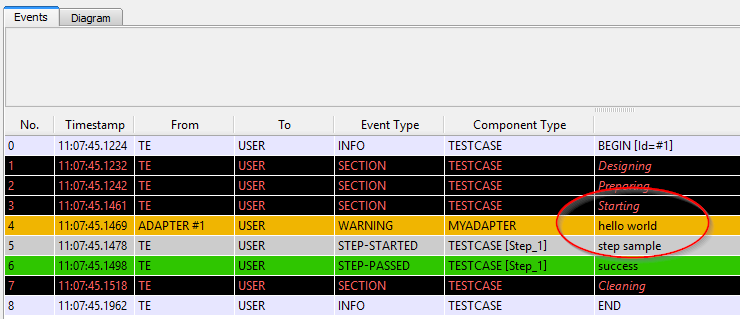 Events Diagram
No. Timestamp From To Event Type Component Type
0 11:07:45.1224 TE USER INFO TESTCASE BEGIN [Id=#1]
1 11:07:45.1232 TE USER SECTION TESTCASE Designing
2 11:07:45.1242 TE USER SECTION TESTCASE Preparing
3 11:07:45.1461 TE USER SECTION TESTCASE Starting
4 11:07:45.1469 ADAPTER #1 USER WARNING MYADAPTER hello world
5 11:07:45.1478 TE USER STEP-STARTED TESTCASE [Step_1] step sample
6 11:07:45.1498 TE USER STEP-PASSED TESTCASE [Step_1] success
7 11:07:45.1518 TE USER SECTION TESTCASE Cleaning
8 11:07:45.1962 TE USER INFO TESTCASE END